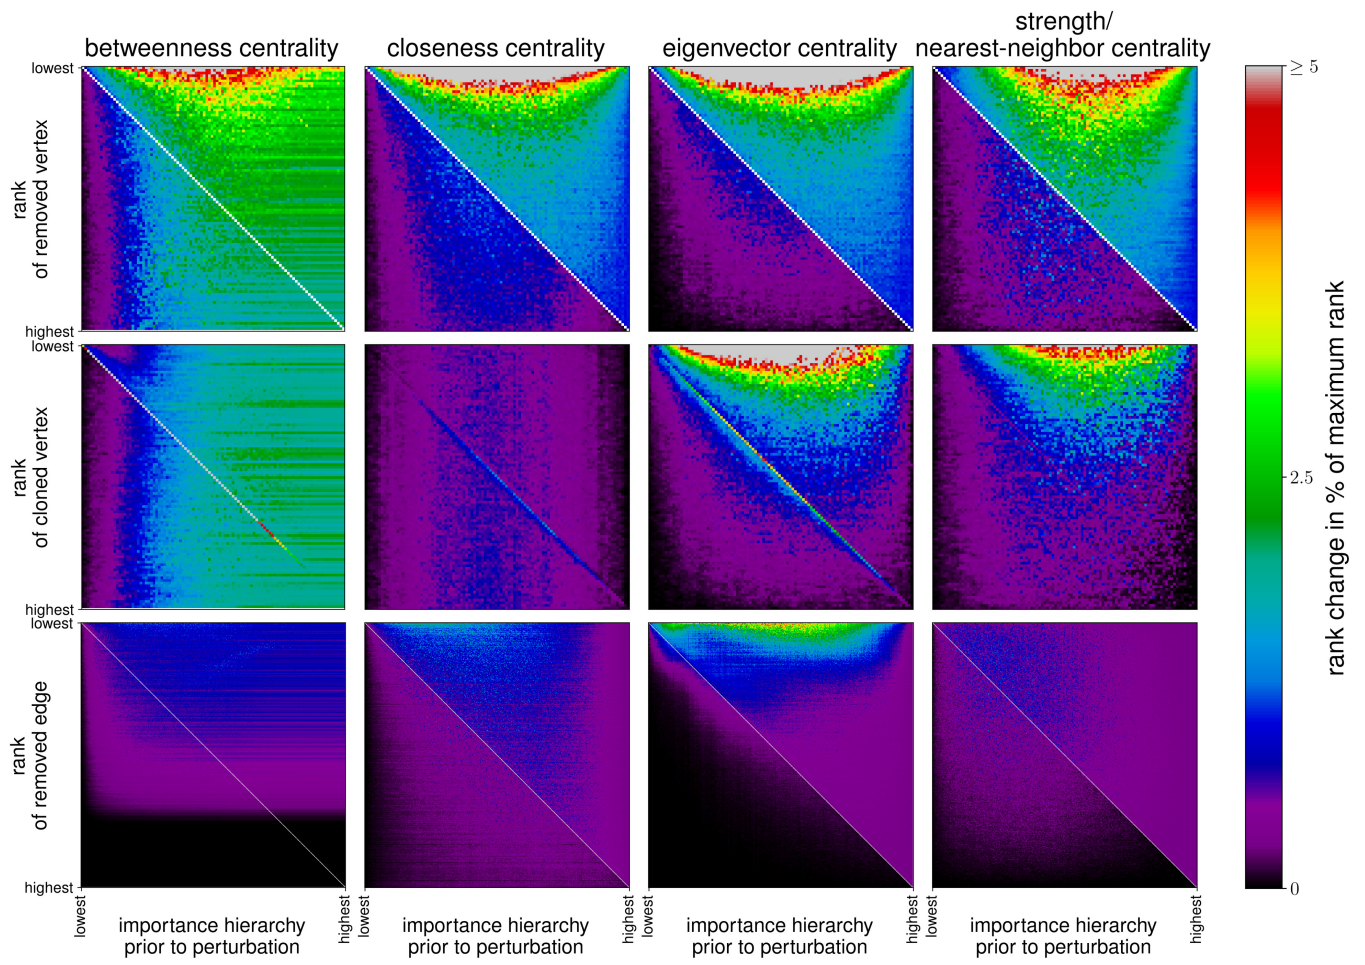 betweenness centrality
closeness centrality
eigenvector centrality
strength/
nearest-neighbor centrality
lowest
rank
of removed vertex
highest
lowest
rank
of cloned vertex
highest
lowest
rank
of removed edge
highest
lowest
importance hierarchy
prior to perturbation
highest
lowest
importance hierarchy
prior to perturbation
highest
lowest
importance hierarchy
prior to perturbation
highest
lowest
importance hierarchy
prior to perturbation
highest
≥ 5
2.5
0
rank change in % of maximum rank